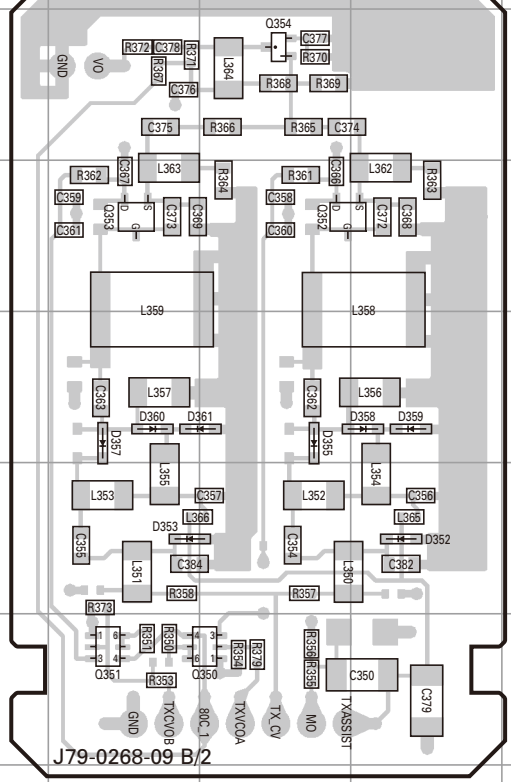 Q354
C377
R372
C378
R371
R370
GND
VO
R367
L364
R368
R369
C376
C375
R366
R365
C374
L363
L362
C367
C366
R362
R364
R361
R363
C359
D
S
C358
D
S
Q353
C373
C369
Q352
C372
C368
C361
G
C360
G
L359
L358
L357
L356
C363
C362
D360
D361
D358
D359
D357
D355
L355
L354
L353
C357
L352
C356
L366
L365
D353
D352
C355
C354
C384
C382
L351
L350
R358
R357
R373
1
6
3
4
R351
R350
4
3
6
1
R354
R379
R356
R355
Q351
R353
Q350
C350
C379
GND
TXCVOB
80C_1
TXVCOA
TX_CV
MO
TXASSIST
J79-0268-09 B/2